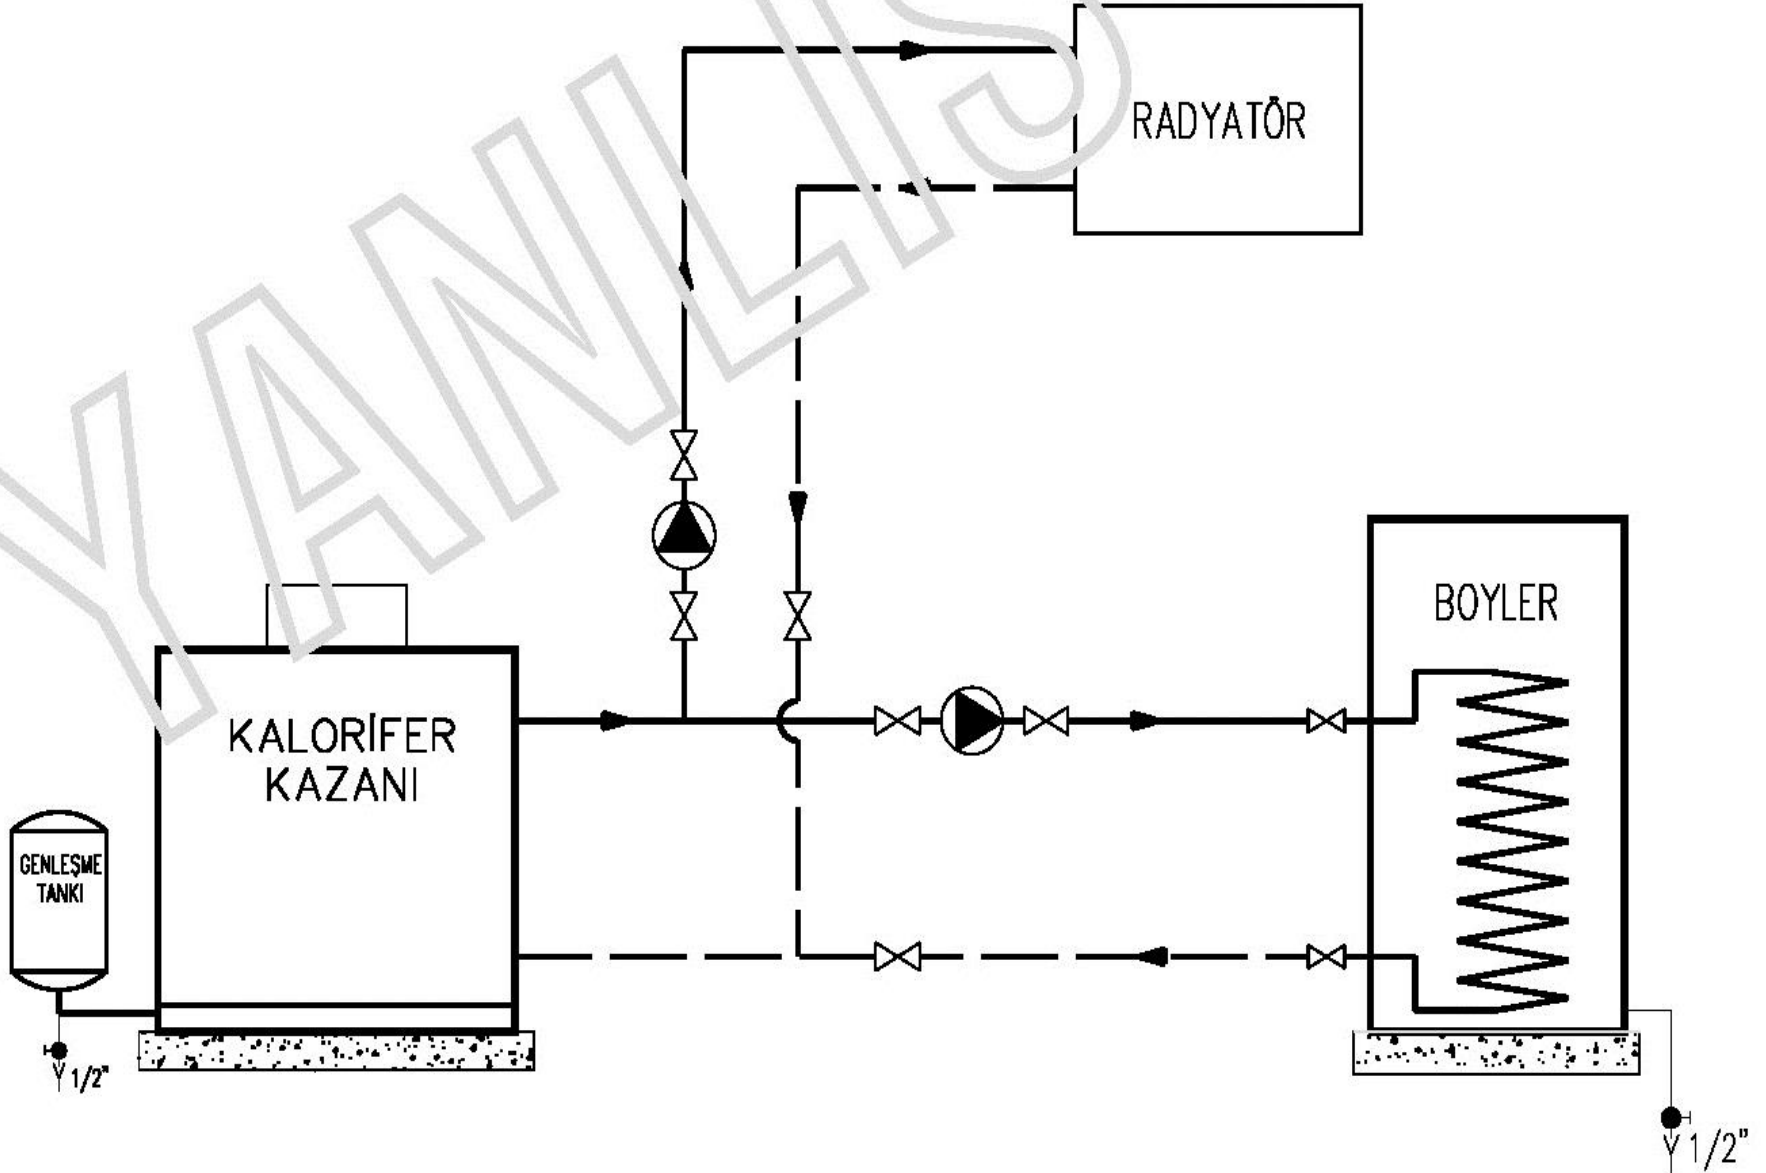 YANLIŞ
RADYATÖR
BOYLER
KALORİFER
KAZANI
GENLEŞME
TANKI
1/2"
1/2"